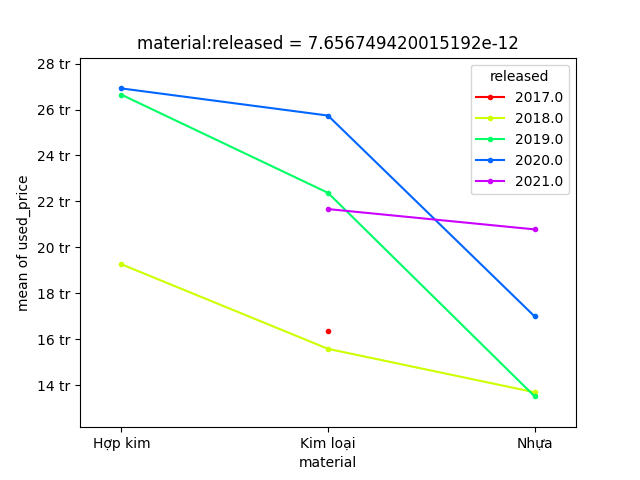 material:released = 7.656749420015192e-12
mean of used_price
28 tr
26 tr
24 tr
22 tr
20 tr
18 tr
16 tr
14 tr
released
2017.0
2018.0
2019.0
2020.0
2021.0
Hợp kim
Kim loại
Nhựa
material